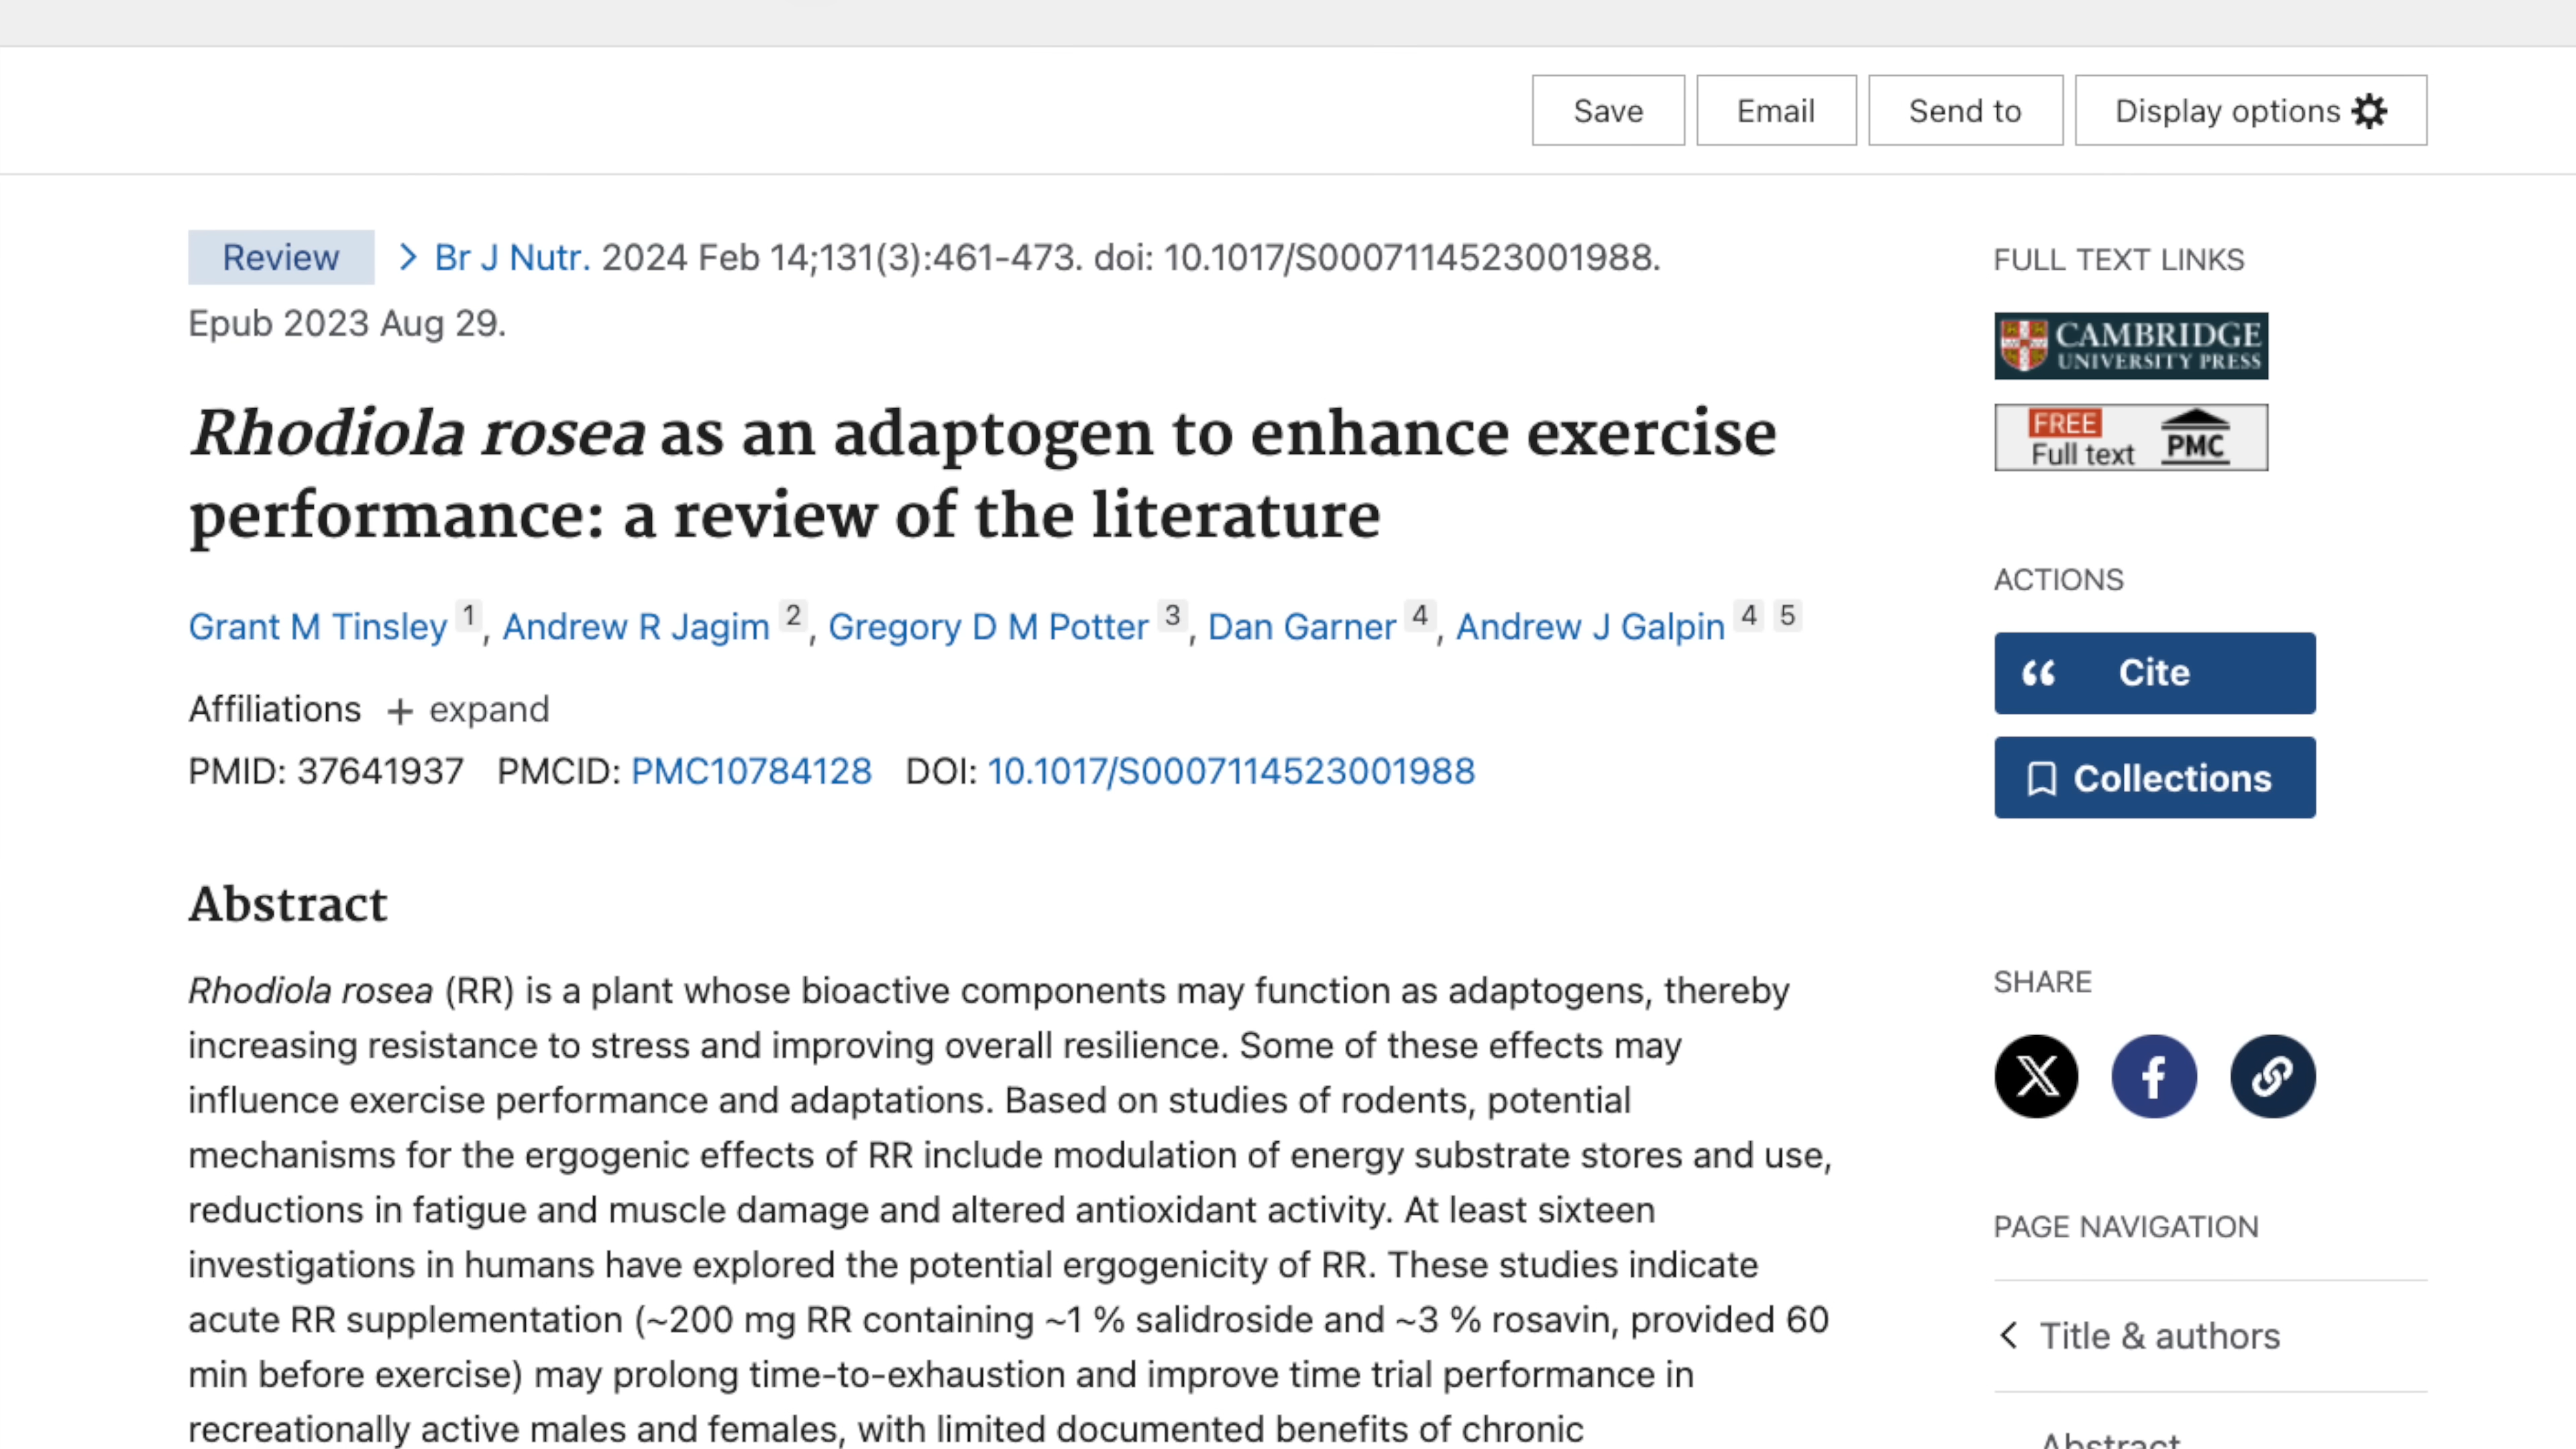 Save Email Send to Display options
Review > Br J Nutr. 2024 Feb 14;131(3):461-473. doi: 10.1017/S0007114523001988.
Epub 2023 Aug 29.
Rhodiola rosea as an adaptogen to enhance exercise
performance: a review of the literature
Grant M Tinsley 1, Andrew R Jagim 2, Gregory D M Potter 3, Dan Garner 4, Andrew J Galpin 4 5
Affiliations + expand
PMID: 37641937 PMCID: PMC10784128 DOI: 10.1017/S0007114523001988
Abstract
Rhodiola rosea (RR) is a plant whose bioactive components may function as adaptogens, thereby
increasing resistance to stress and improving overall resilience. Some of these effects may
influence exercise performance and adaptations. Based on studies of rodents, potential
mechanisms for the ergogenic effects of RR include modulation of energy substrate stores and use,
reductions in fatigue and muscle damage and altered antioxidant activity. At least sixteen
investigations in humans have explored the potential ergogenicity of RR. These studies indicate
acute RR supplementation (~200 mg RR containing ~1 % salidroside and ~3 % rosavin, provided 60
min before exercise) may prolong time-to-exhaustion and improve time trial performance in
recreationally active males and females, with limited documented benefits of chronic
FULL TEXT LINKS
CAMBRIDGE
UNIVERSITY PRESS
FREE
Full text PMC
ACTIONS
Cite
Collections
SHARE
PAGE NAVIGATION
Title & authors
Abstract